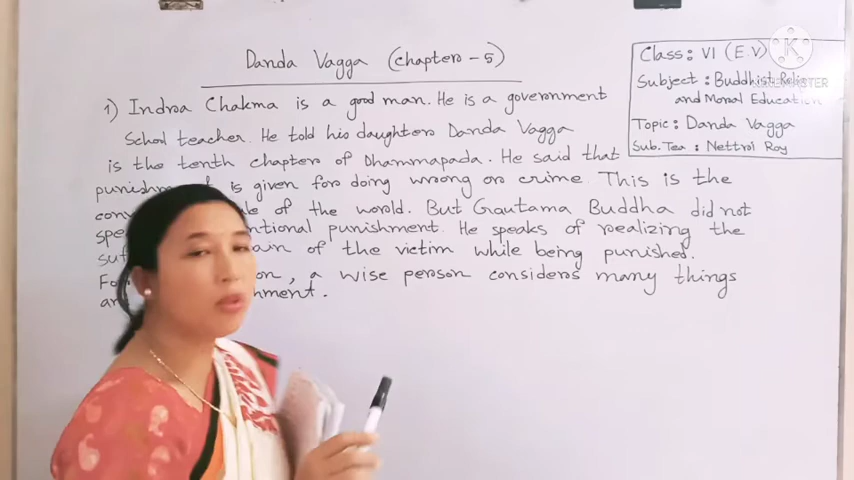 Danda Vagga (chapter - 5)
Class: VI (E.V)
Subject: Buddhist
and Moral Education
Topic: Danda Vagga
Sub. Tea: Nettroi Roy
K
1) Indra Chakma is a good man. He is a government
School teacher. He told his daughter Danda Vagga
is the tenth chapter of Dhammapada. He said that
is given for doing wrong or crime. This is the
of the world. But Goutama Buddha did not
punishment. He speaks of realizing the
of the victim while being punished.
, a wise person considers many things